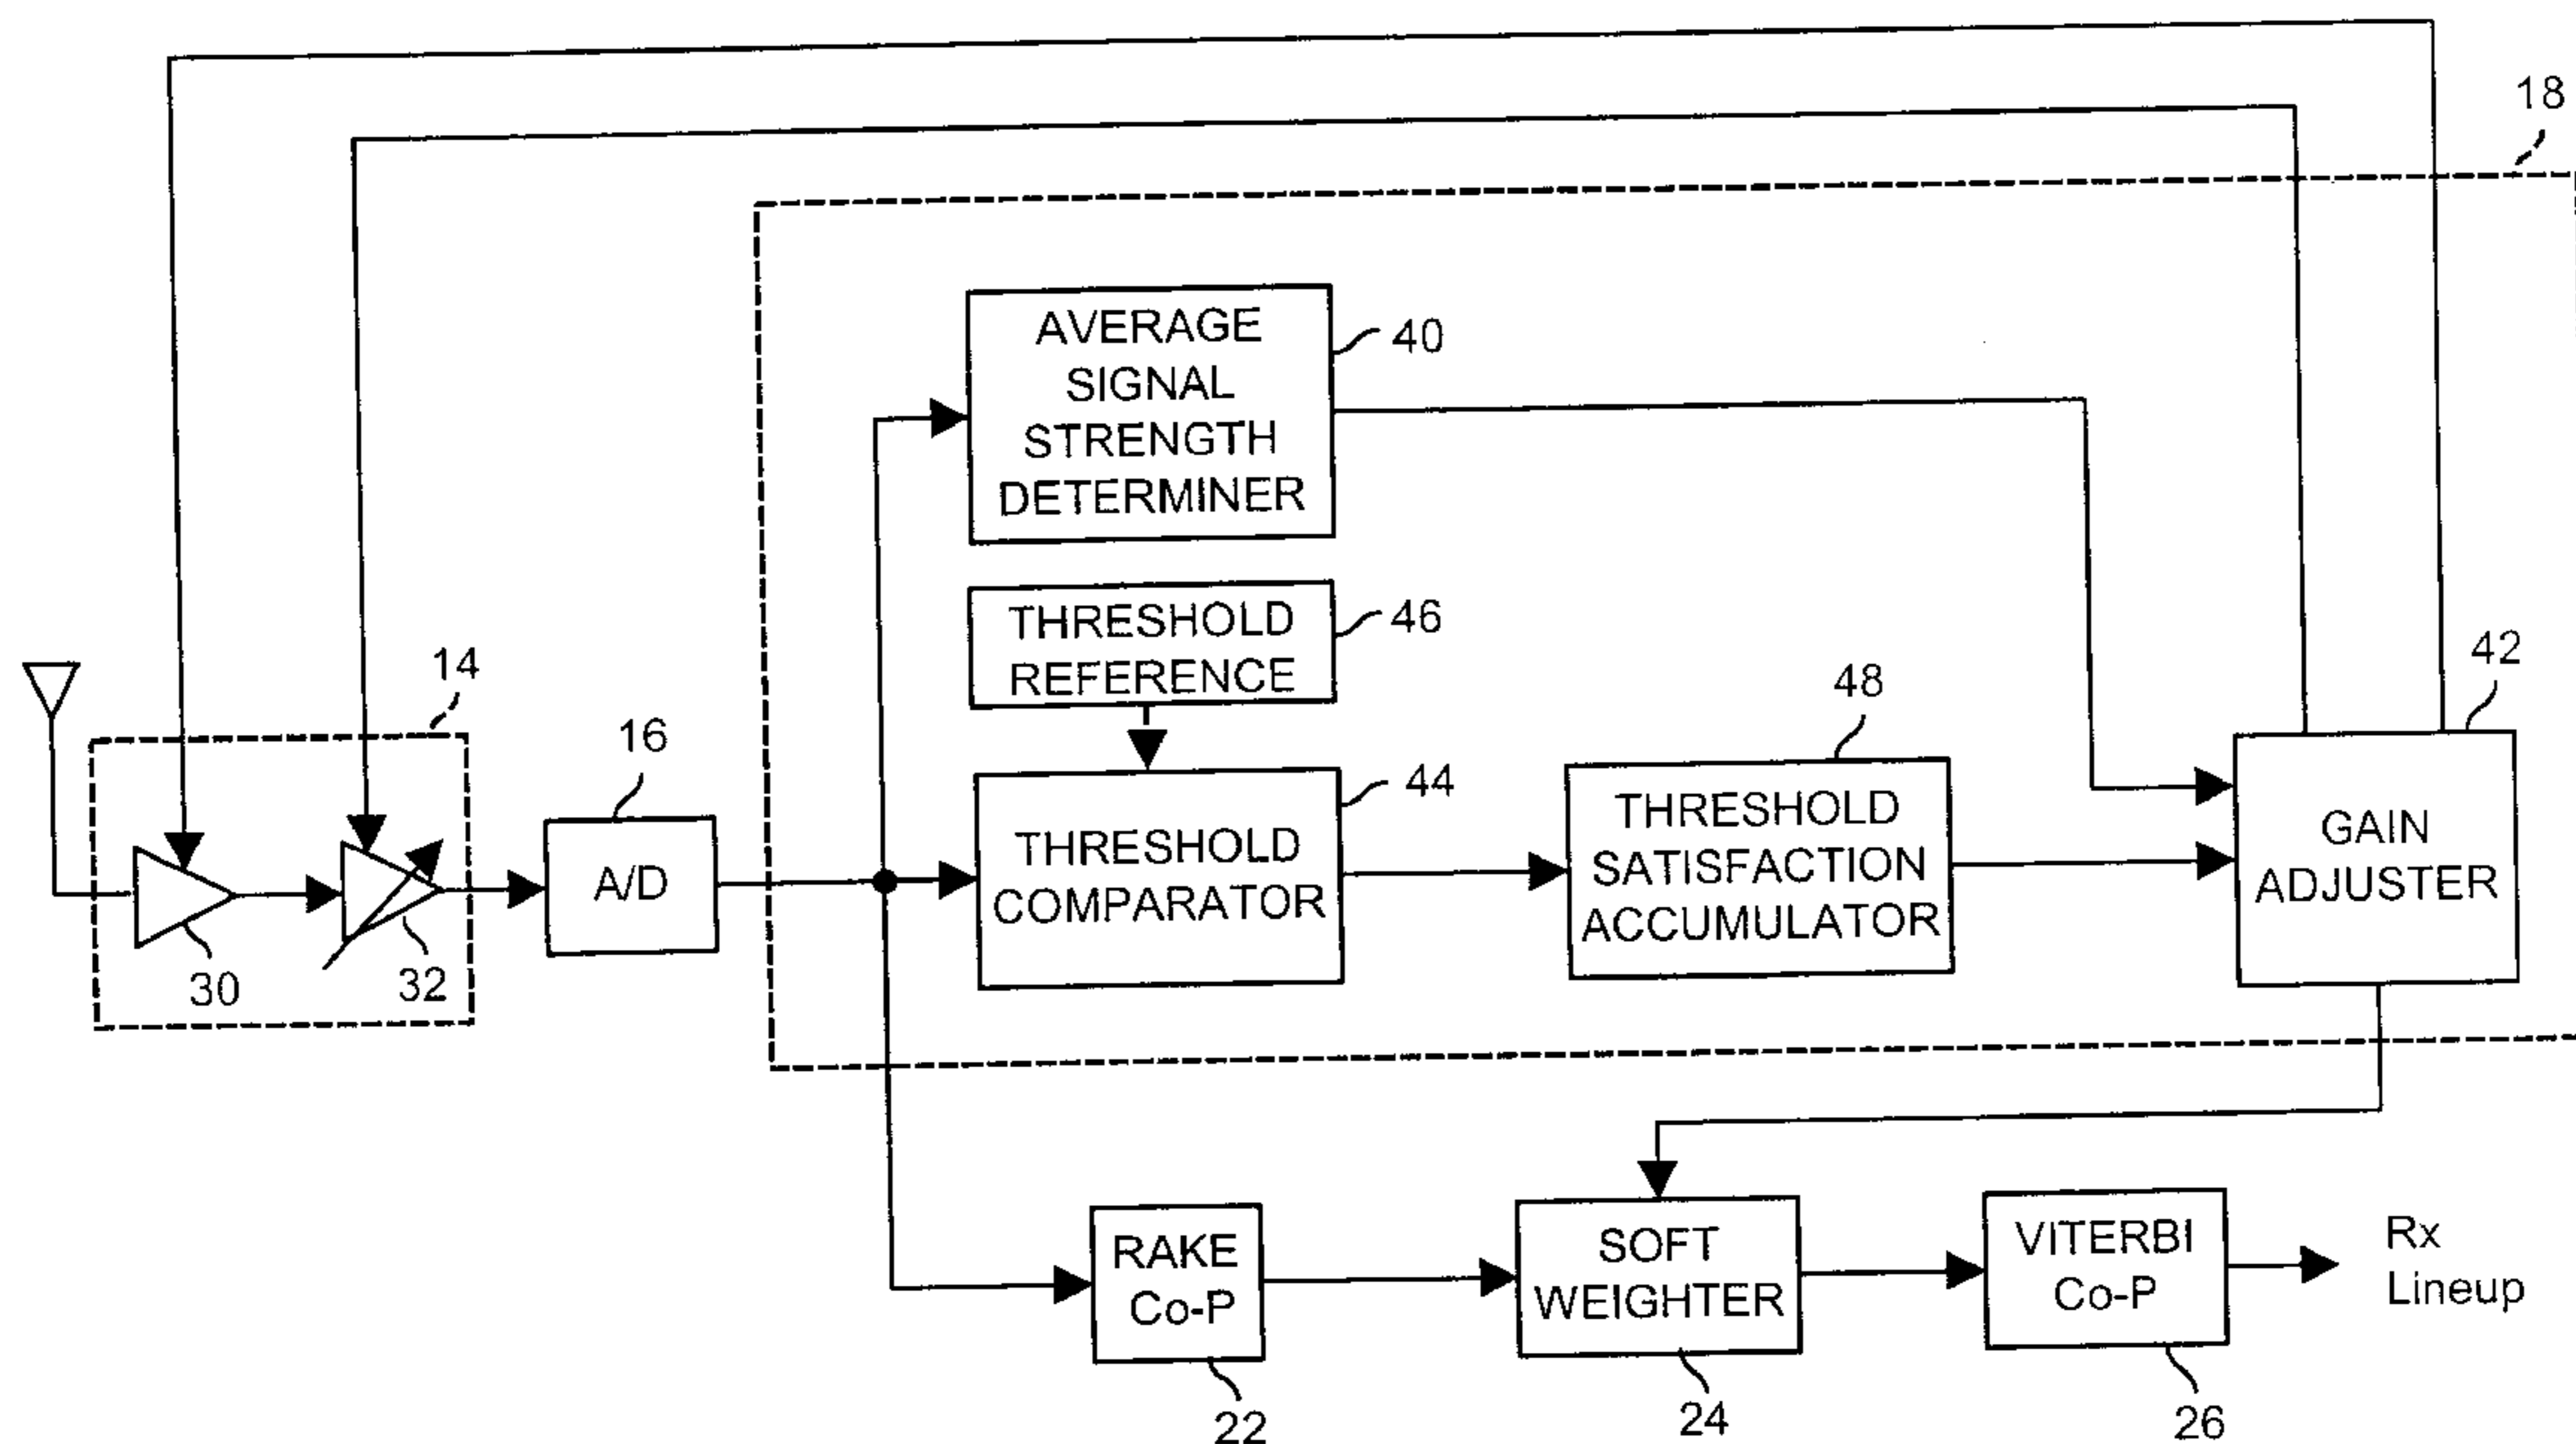 18
AVERAGE
SIGNAL
STRENGTH
DETERMINER
40
THRESHOLD
REFERENCE
46
14
16
A/D
30
32
THRESHOLD
COMPARATOR
44
THRESHOLD
SATISFACTION
ACCUMULATOR
48
GAIN
ADJUSTER
42
RAKE
Co-P
22
SOFT
WEIGHTER
24
VITERBI
Co-P
26
Rx
Lineup